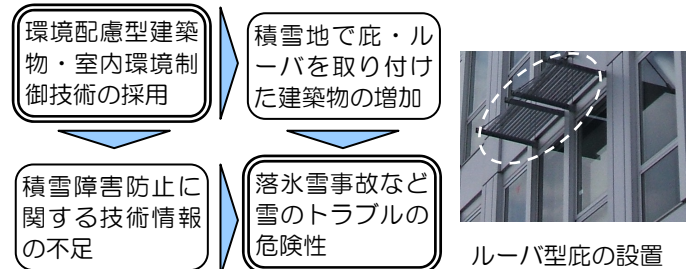 環境配慮型建築
物・室内環境制
御技術の採用
積雪地で庇・ル
ーバを取り付け
た建築物の増加
積雪障害防止に
関する技術情報
の不足
落氷雪事故など
雪のトラブルの
危険性
ルーバ型庇の設置